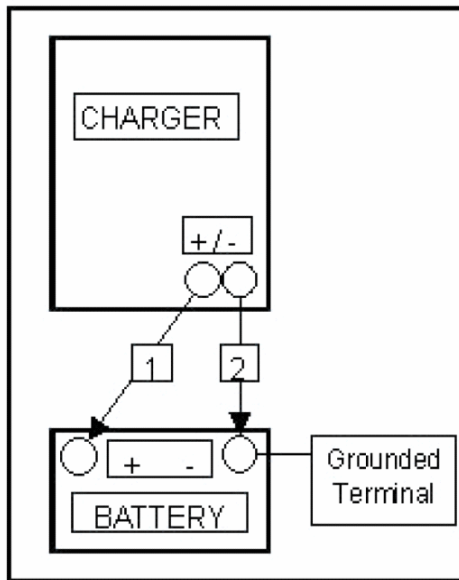 CHARGER
+/-
1
2
+ -
BATTERY
Grounded
Terminal